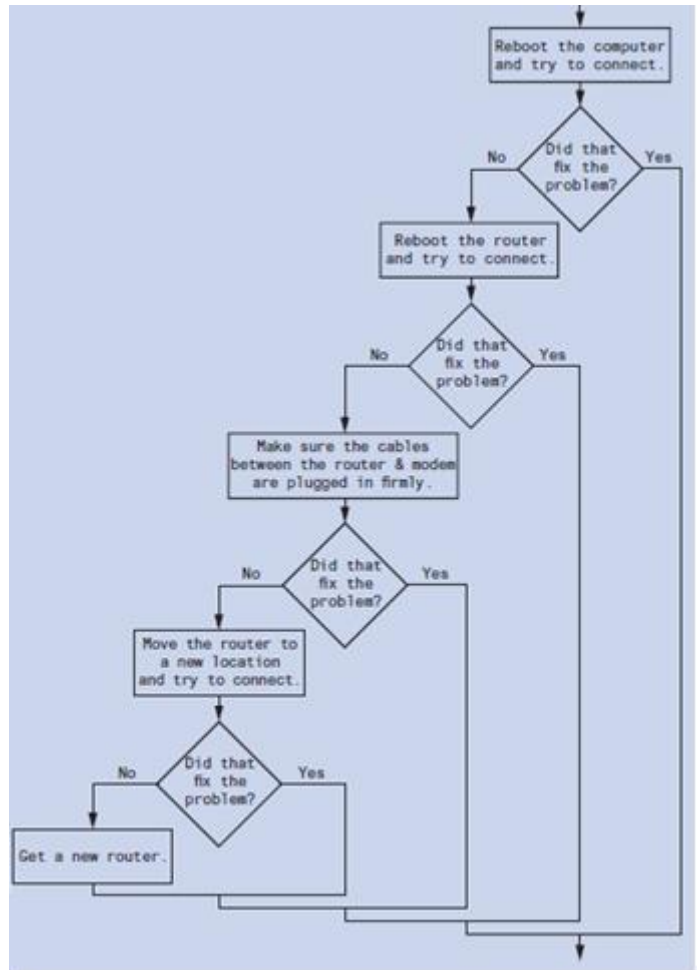 Reboot the computer
and try to connect.
Did that
fix the
problem?
No
Yes
Reboot the router
and try to connect.
Did that
fix the
problem?
No
Yes
Make sure the cables
between the router & modem
are plugged in firmly.
Did that
fix the
problem?
No
Yes
Move the router to
a new location
and try to connect.
Did that
fix the
problem?
No
Yes
Get a new router.